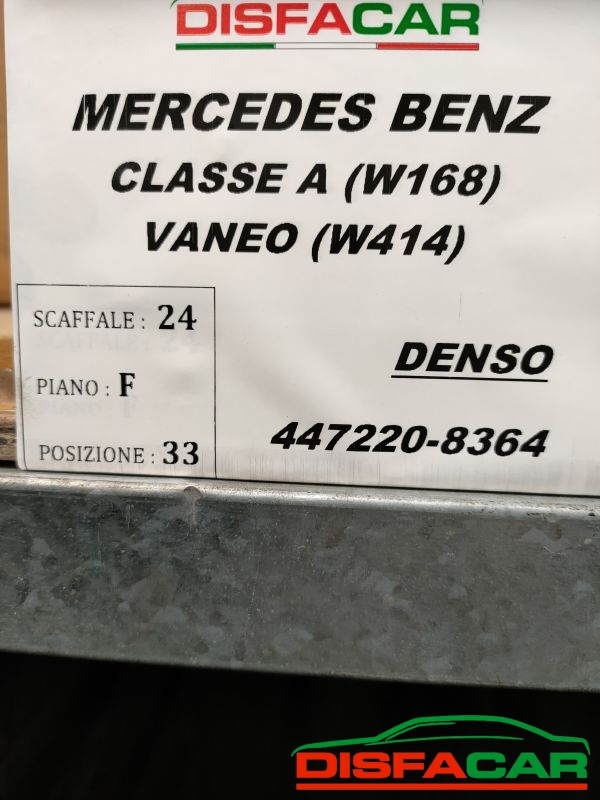 DISFACAR
MERCEDES BENZ
CLASSE A (W168)
VANEO (W414)
SCAFFALE : 24
PIANO : F
POSIZIONE : 33
DENSO
447220-8364
DISFACAR